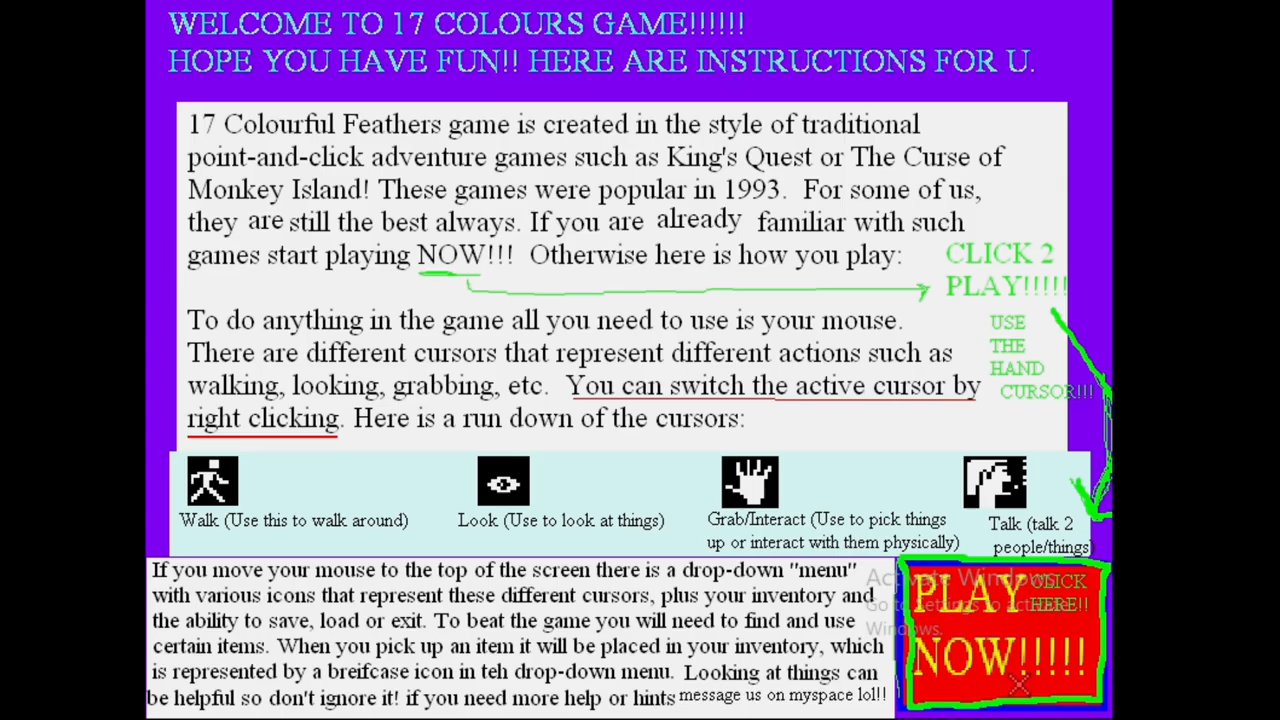 WELCOME TO 17 COLOURS GAME!!!!!!
HOPE YOU HAVE FUN!! HERE ARE INSTRUCTIONS FOR U.
17 Colourful Feathers game is created in the style of traditional
point-and-click adventure games such as King's Quest or The Curse of
Monkey Island! These games were popular in 1993. For some of us,
they are still the best always. If you are already familiar with such
games start playing NOW!!! Otherwise here is how you play:
CLICK 2
PLAY!!!!!
To do anything in the game all you need to use is your mouse.
There are different cursors that represent different actions such as
walking, looking, grabbing, etc. You can switch the active cursor by
right clicking. Here is a run down of the cursors:
USE
THE
HAND
CURSOR!!!
Walk (Use this to walk around)
Look (Use to look at things)
Grab/Interact (Use to pick things
up or interact with them physically)
Talk (talk 2
people/things)
If you move your mouse to the top of the screen there is a drop-down "menu"
with various icons that represent these different cursors, plus your inventory and
the ability to save, load or exit. To beat the game you will need to find and use
certain items. When you pick up an item it will be placed in your inventory, which
is represented by a breifcase icon in teh drop-down menu. Looking at things can
be helpful so don't ignore it! if you need more help or hints message us on myspace lol!!
PLAY
NOW!!!!!
CLICK
HERE!!
Activate Windows
Go to Settings to activate
Windows.